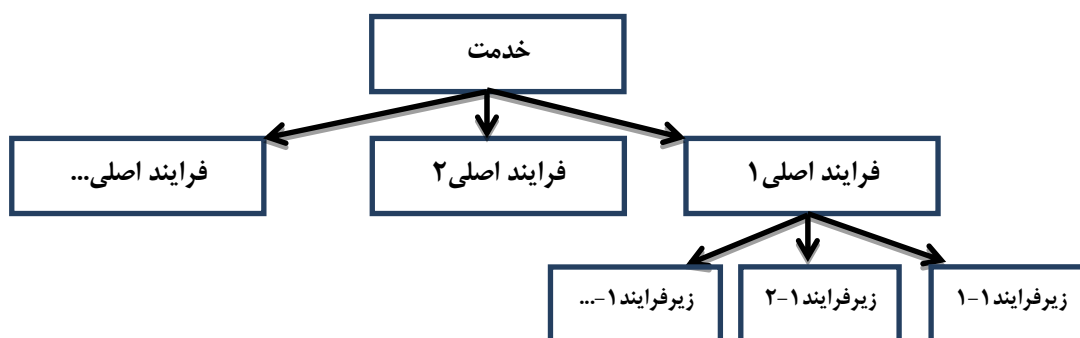 خدمت
فرایند اصلی۱
فرایند اصلی۲
فرایند اصلی...
زیرفرایند۱-۱
زیرفرایند۱-۲
زیرفرایند۱-...